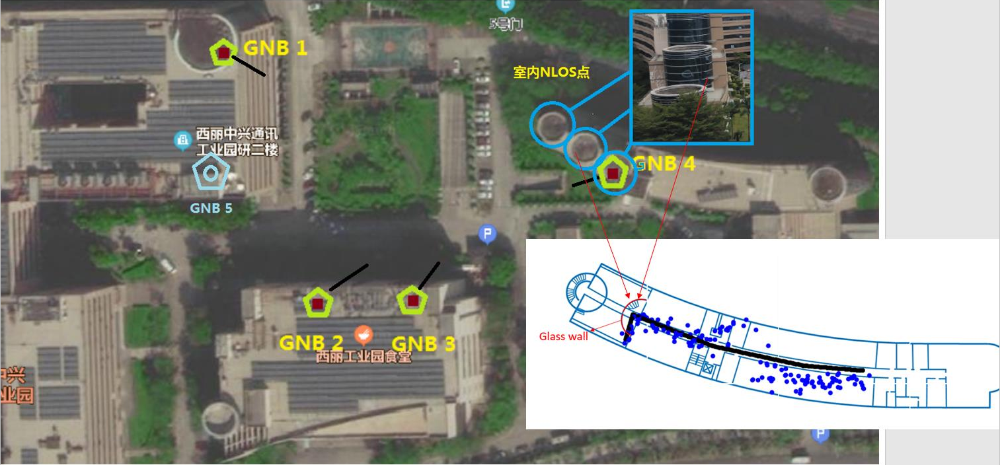 5号门
GNB 1
室内NLOS点
西丽中兴通讯
工业园研二楼
GNB 4
GNB 5
P
GNB 2
GNB 3
西丽工业园食堂
Glass wall
中兴
业园
P